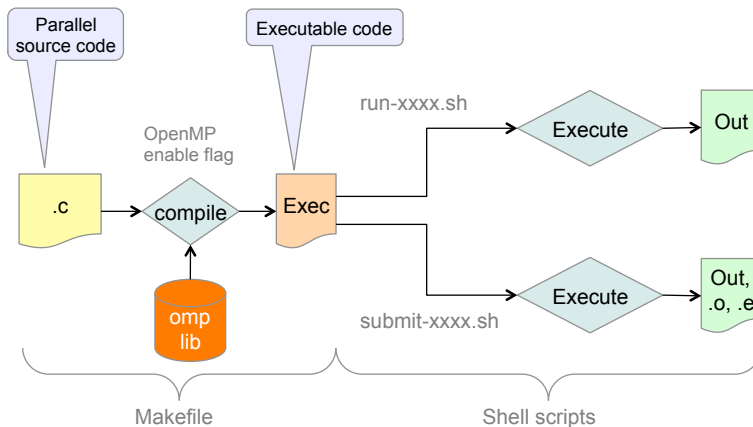 Parallel
source code
Executable code
run-xxxx.sh
OpenMP
enable flag
Execute
Out
.c
compile
Exec
omp
lib
Execute
Out,
.o, .e
submit-xxxx.sh
Makefile
Shell scripts